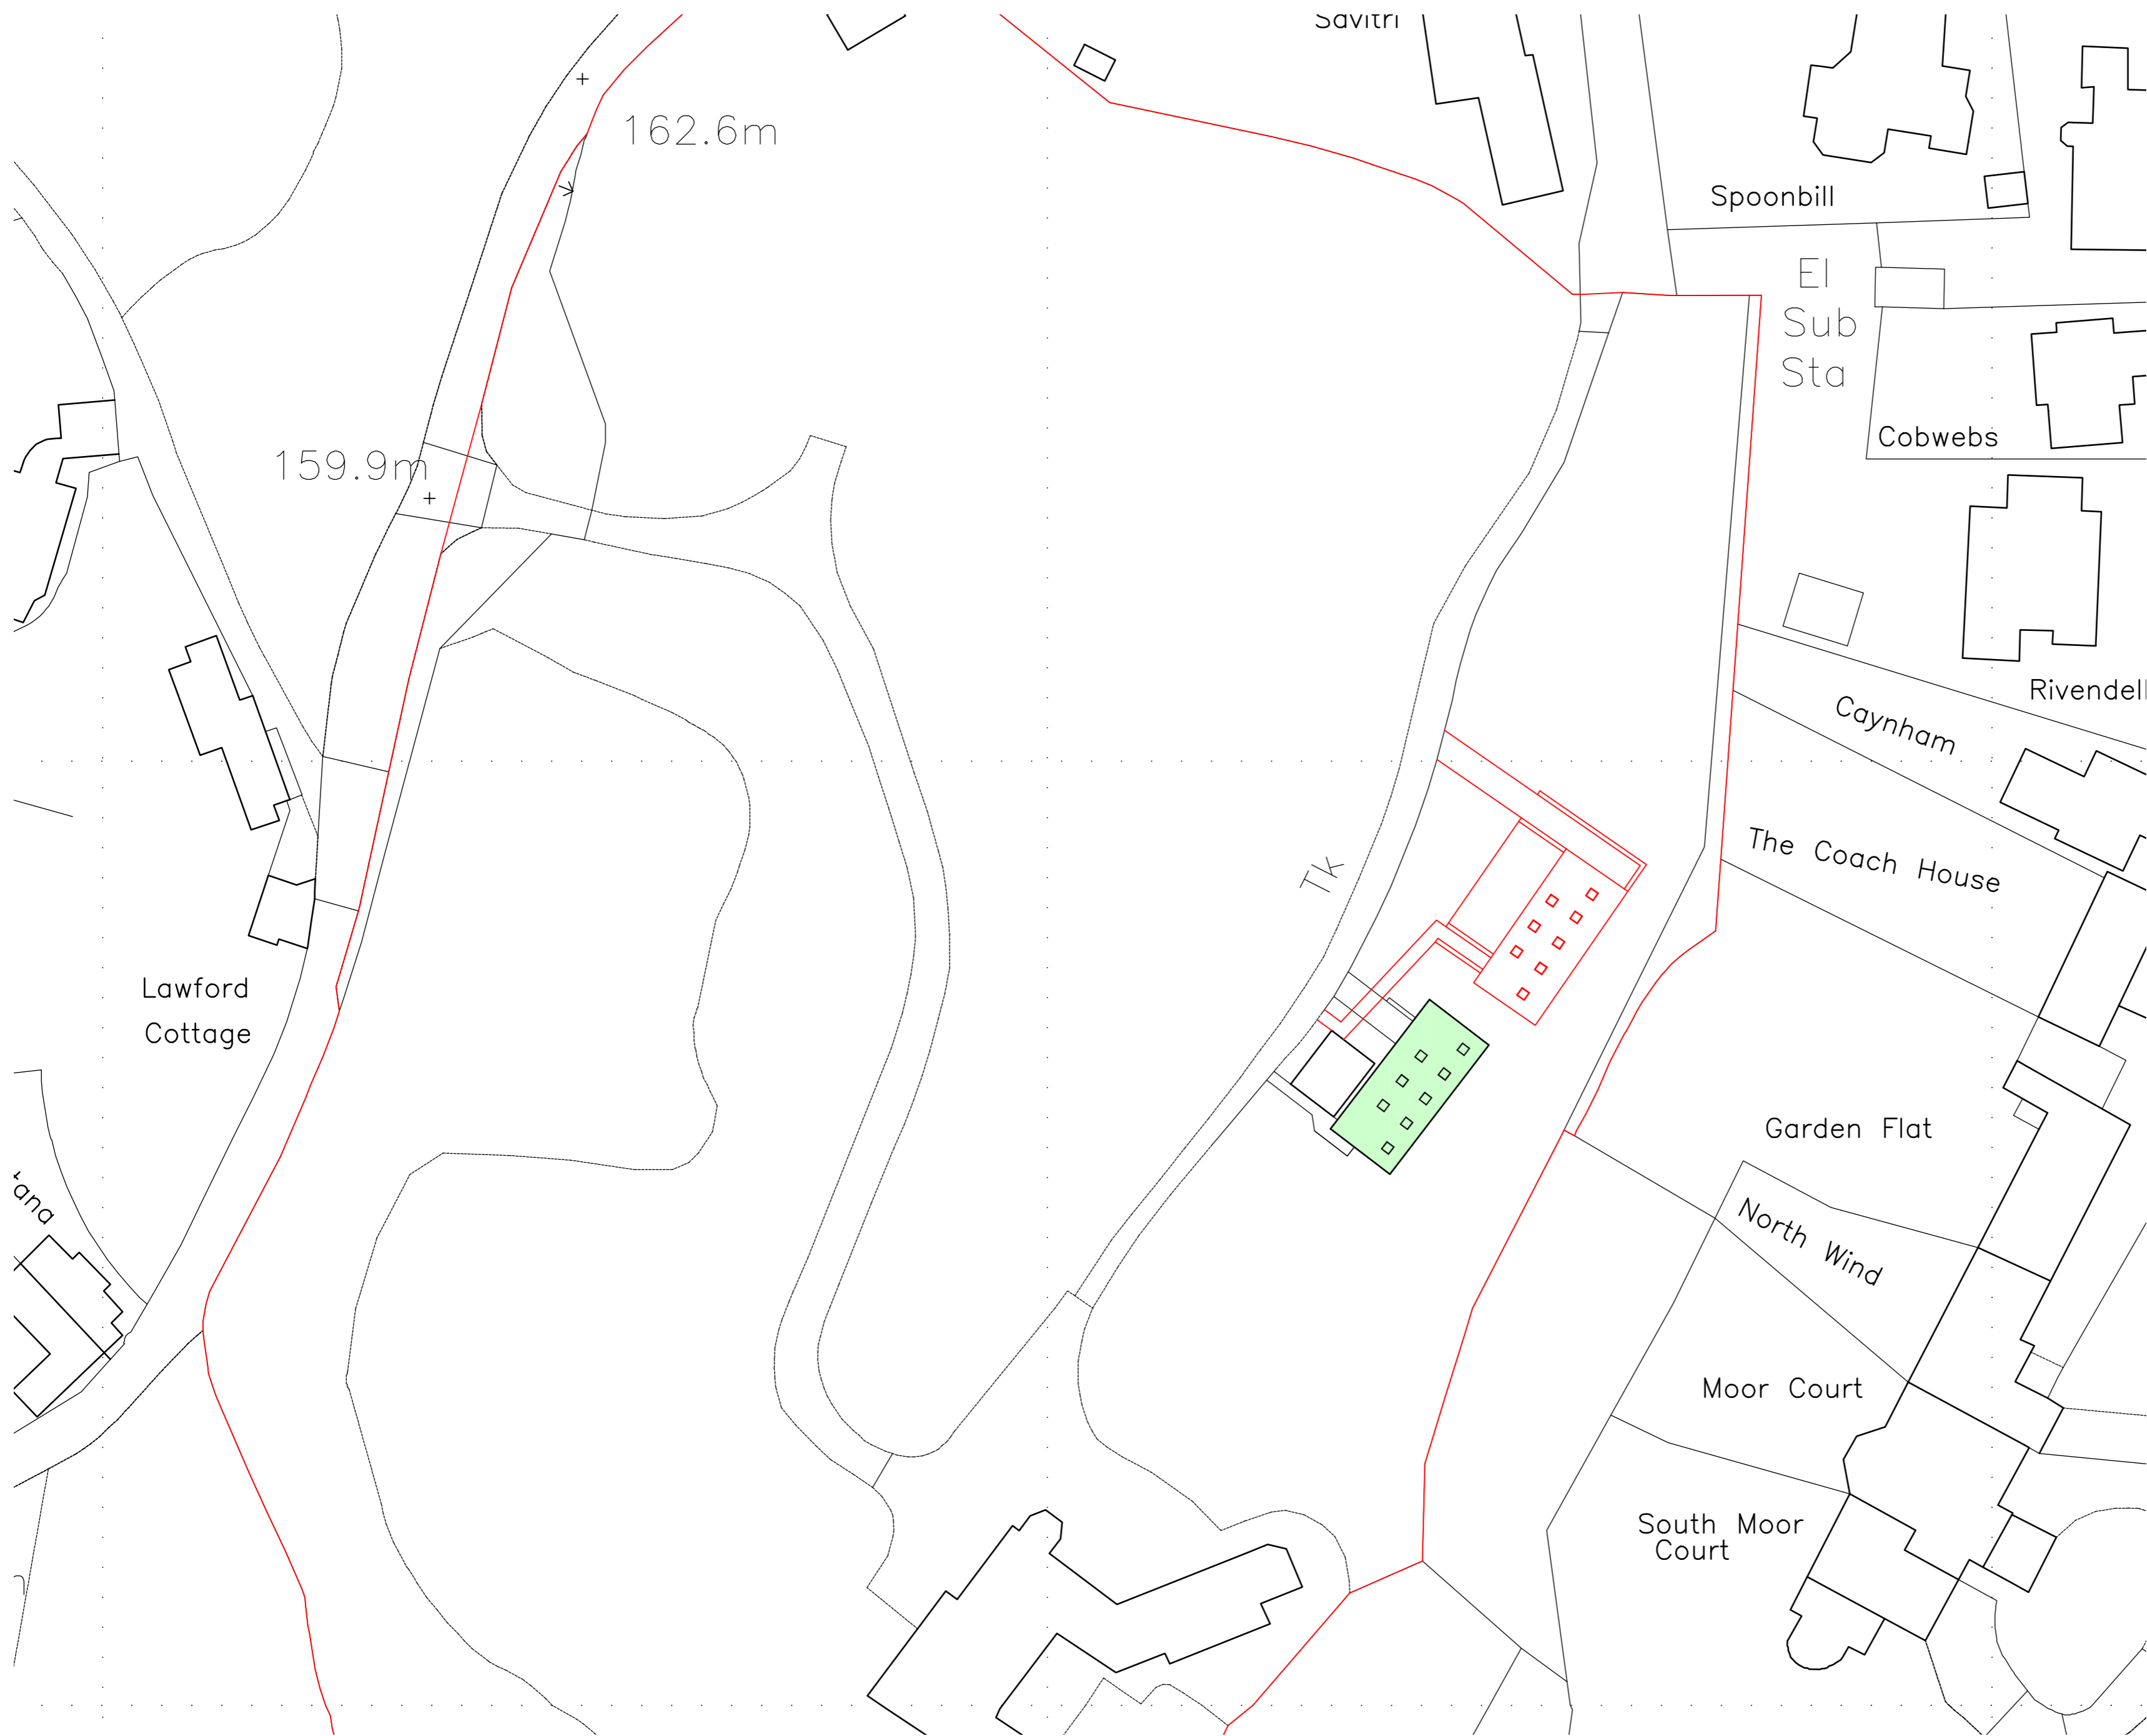 Savitri
162.6m
Spoonbill
El
Sub
Sta
Cobwebs
159.9m
Rivendell
Caynham
The Coach House
Tk
Lawford
Cottage
Garden Flat
tana
North Wind
Moor Court
South Moor
Court